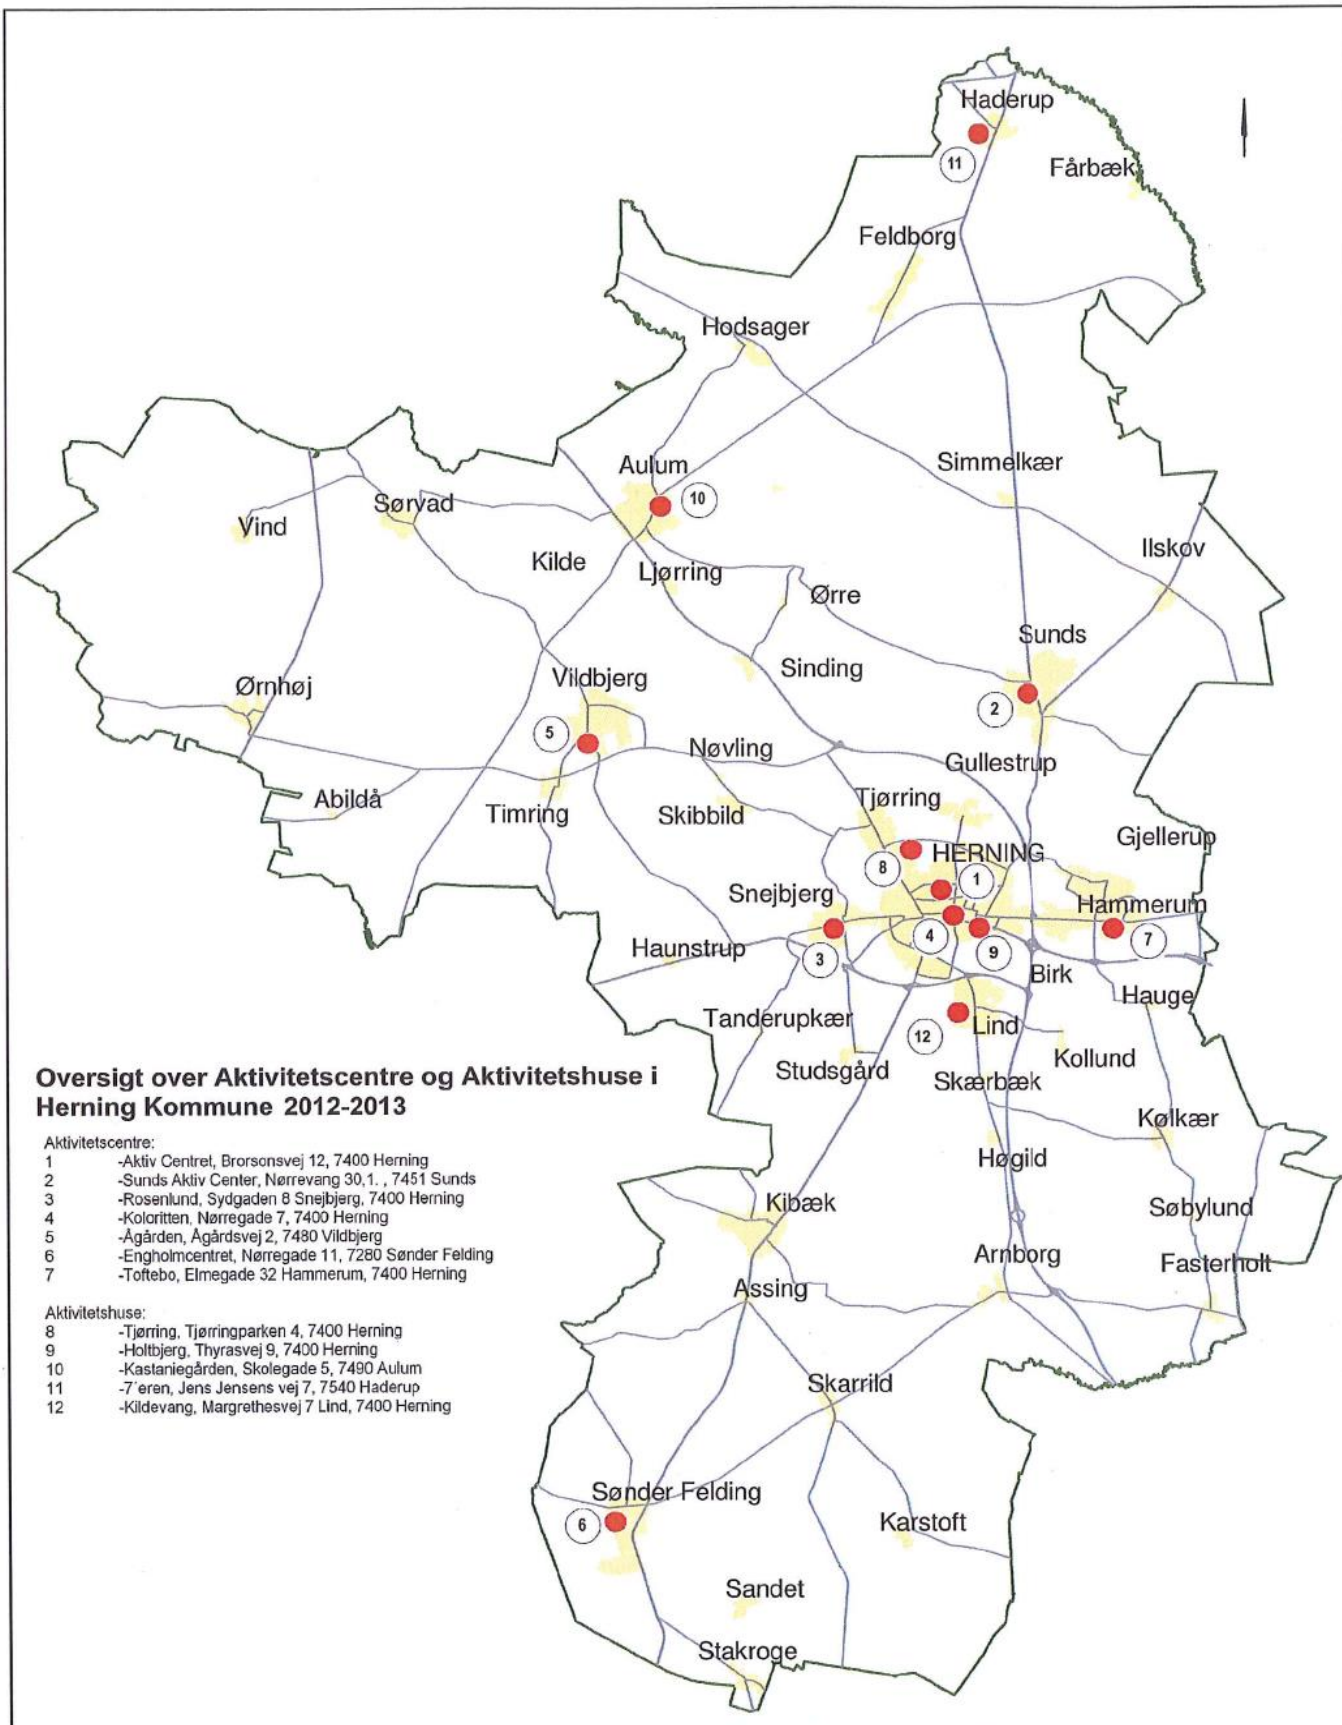 Haderup
11
Fårbæk
Feldborg
Hodsager
Aulum
10
Simmelkær
Sørvad
Vind
Kilde
Ljørring
Ilskov
Ørre
Sunds
Sinding
Vildbjerg
Ørnhøj
2
5
Nøvling
Gullestrup
Abildå
Timring
Skibbild
Tjørring
Gjellerup
HERNING
8
1
Snejbjerg
Hammerum
Haunstrup
3
4
9
7
Birk
Hauge
Tanderupkær
12
Lind
Kollund
Studsgård
Skærbæk
Kølkær
Høgild
Oversigt over Aktivitetscentre og Aktivitetshuse i
Herning Kommune 2012-2013
Aktivitetscentre:
1 -Aktiv Centret, Brorsonsvej 12, 7400 Herning
2 -Sunds Aktiv Center, Nørrevang 30,1. , 7451 Sunds
3 -Rosenlund, Sydgaden 8 Snejbjerg, 7400 Herning
4 -Koloritten, Nørregade 7, 7400 Herning
5 -Ågården, Ågårdsvej 2, 7480 Vildbjerg
6 -Engholmcentret, Nørregade 11, 7280 Sønder Felding
7 -Toftebo, Elmegade 32 Hammerum, 7400 Herning
Aktivitetshuse:
8 -Tjørring, Tjørringparken 4, 7400 Herning
9 -Holtbjerg, Thyrasvej 9, 7400 Herning
10 -Kastaniegården, Skolegade 5, 7490 Aulum
11 -7´eren, Jens Jensens vej 7, 7540 Haderup
12 -Kildevang, Margrethesvej 7 Lind, 7400 Herning
Kibæk
Søbylund
Arnborg
Fasterholt
Assing
Skarrild
Sønder Felding
6
Karstoft
Sandet
Stakroge